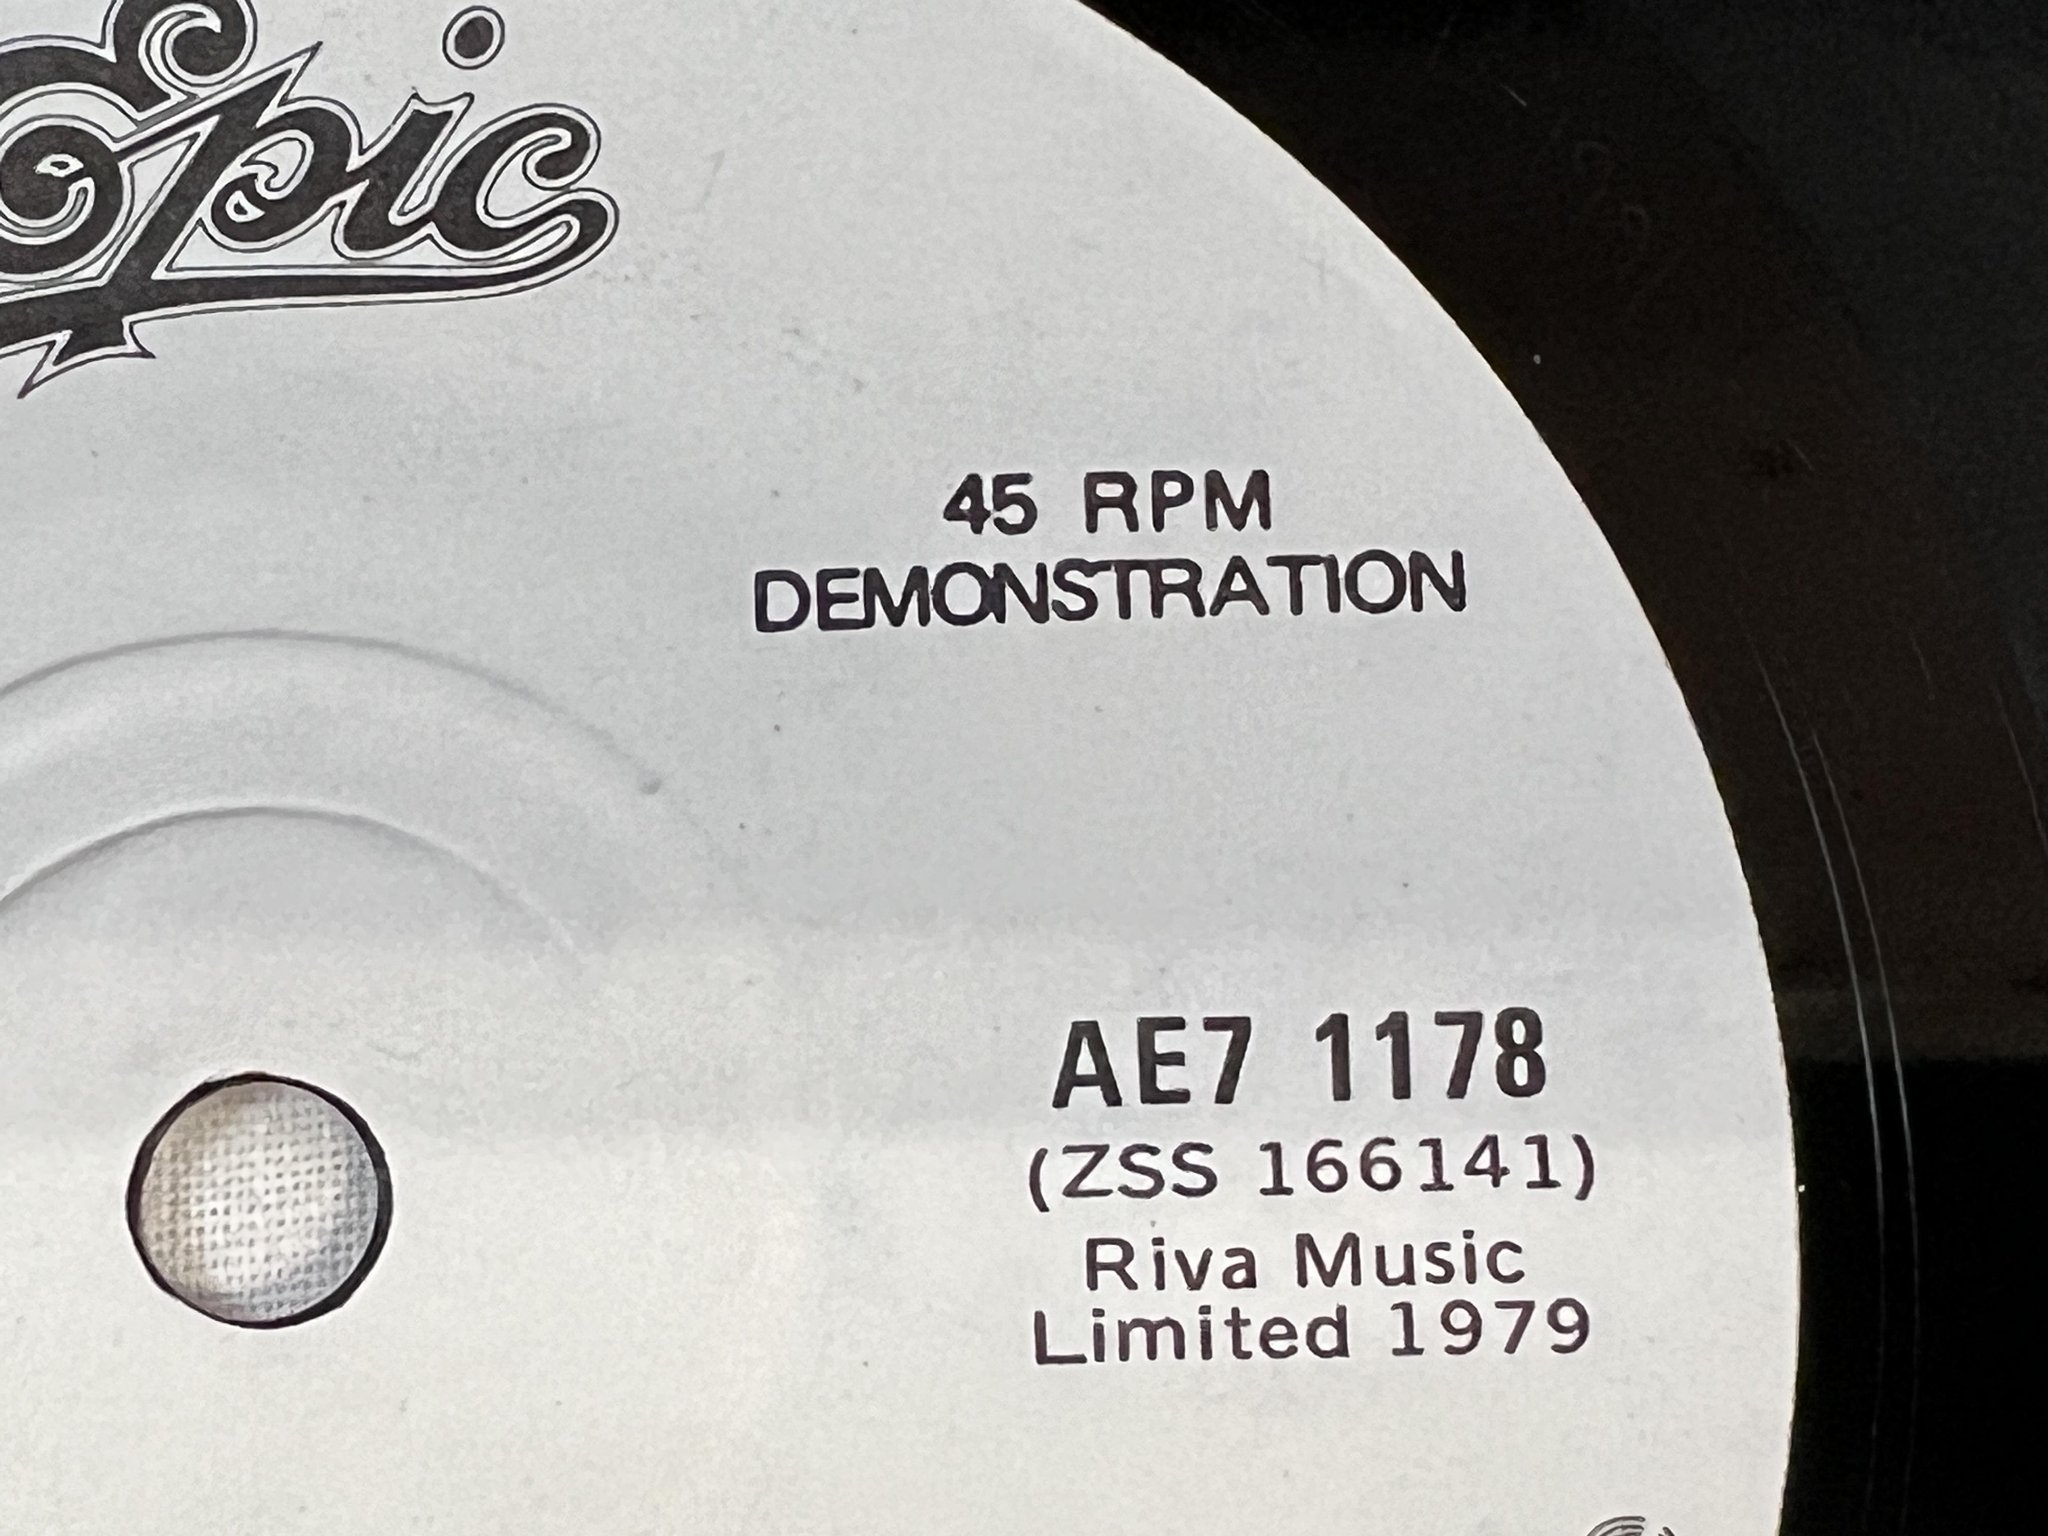 Epic
45 RPM
DEMONSTRATION
AE7 1178
(ZSS 166141)
Riva Music
Limited 1979